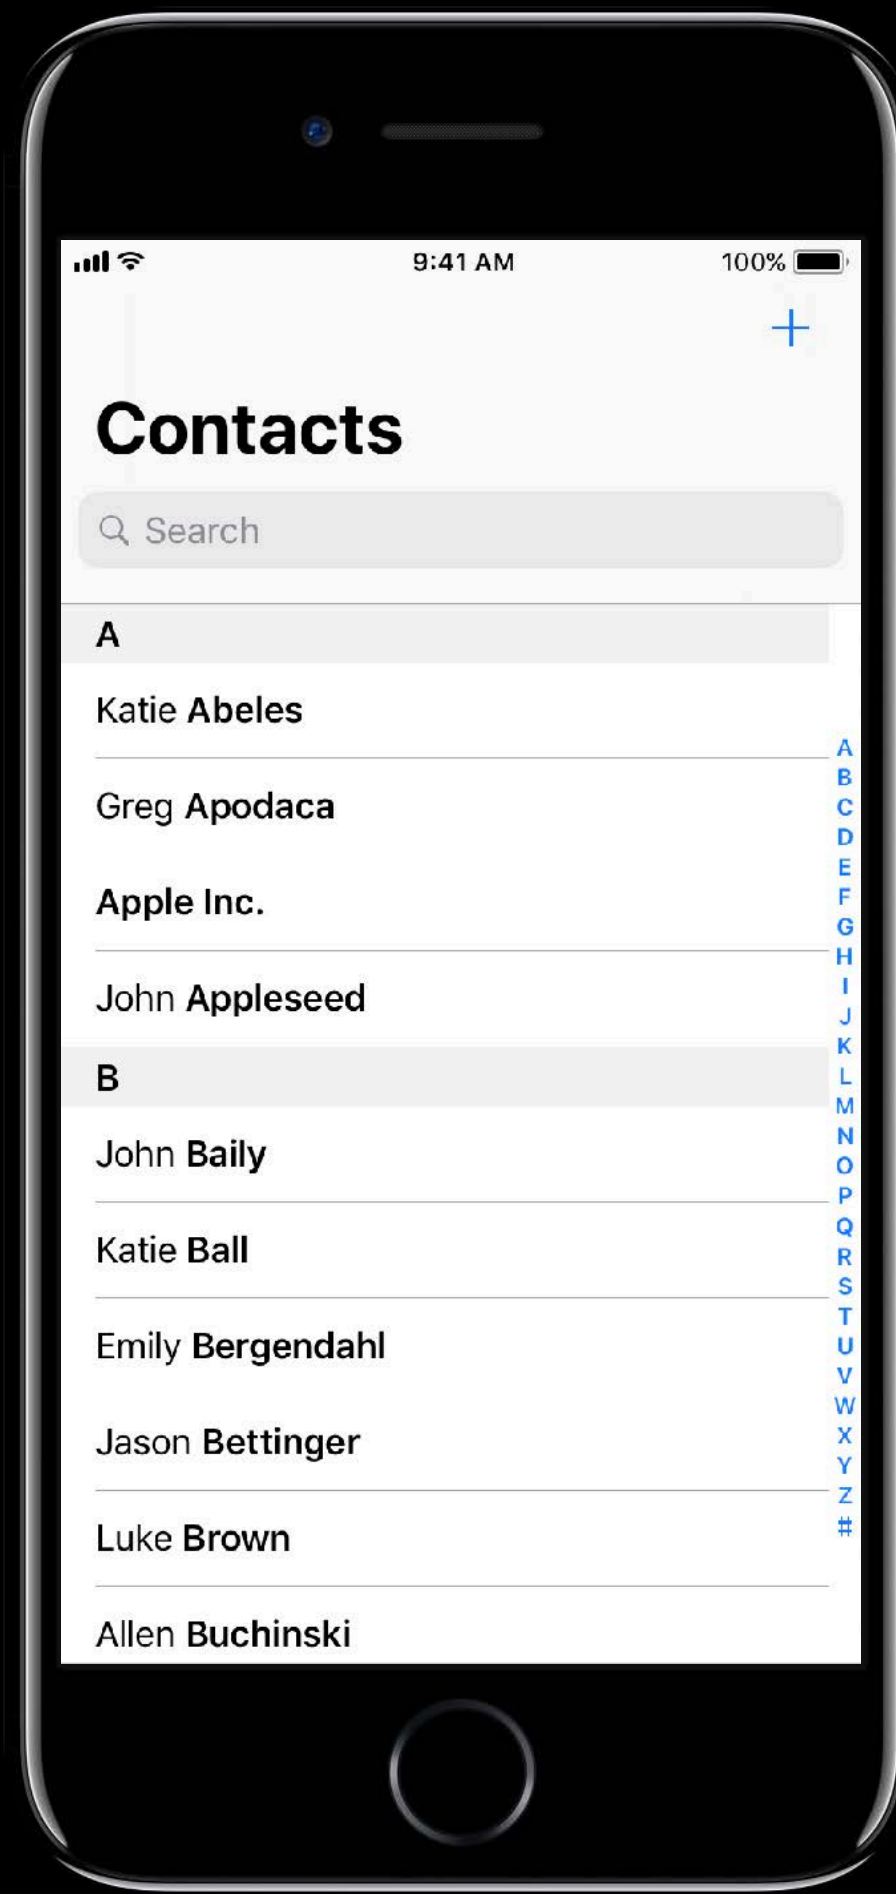 9:41 AM 100%
Contacts
Search
A
Katie Abeles
Greg Apodaca
Apple Inc.
John Appleseed
B
John Baily
Katie Ball
Emily Bergendahl
Jason Bettinger
Luke Brown
Allen Buchinski
A
B
C
D
E
F
G
H
I
J
K
L
M
N
O
P
Q
R
S
T
U
V
W
X
Y
Z
#